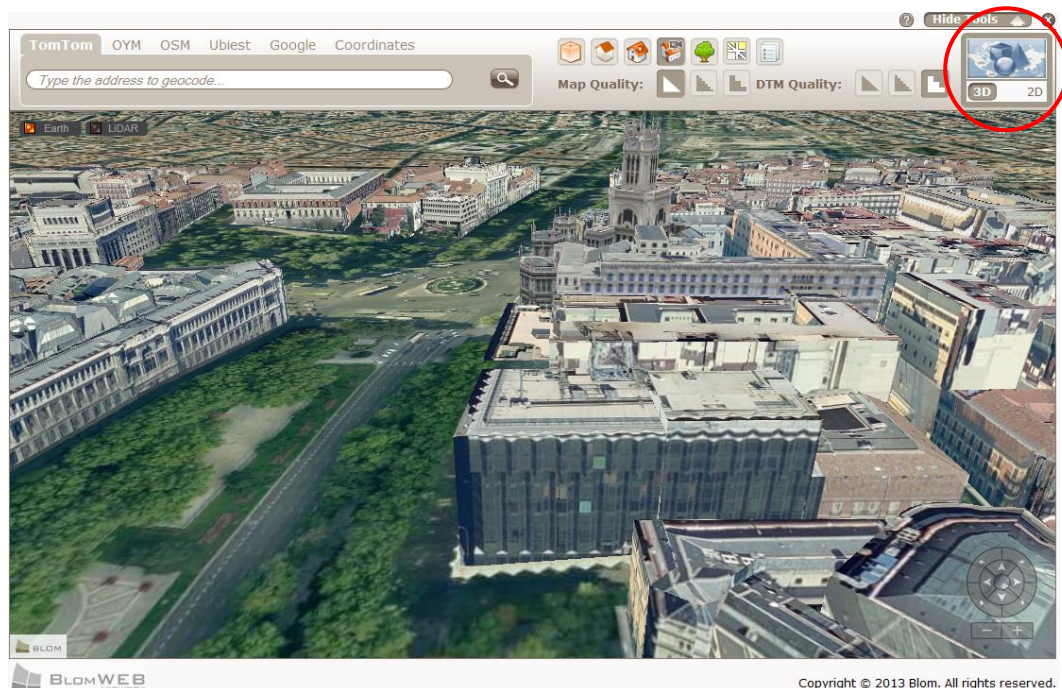 ? Hide Tools
TomTom OYM OSM Ubiest Google Coordinates
Type the address to geocode...
Map Quality: DTM Quality:
3D 2D
Earth LiDAR
BLOM
BLOMWEB
Copyright © 2013 Blom. All rights reserved.